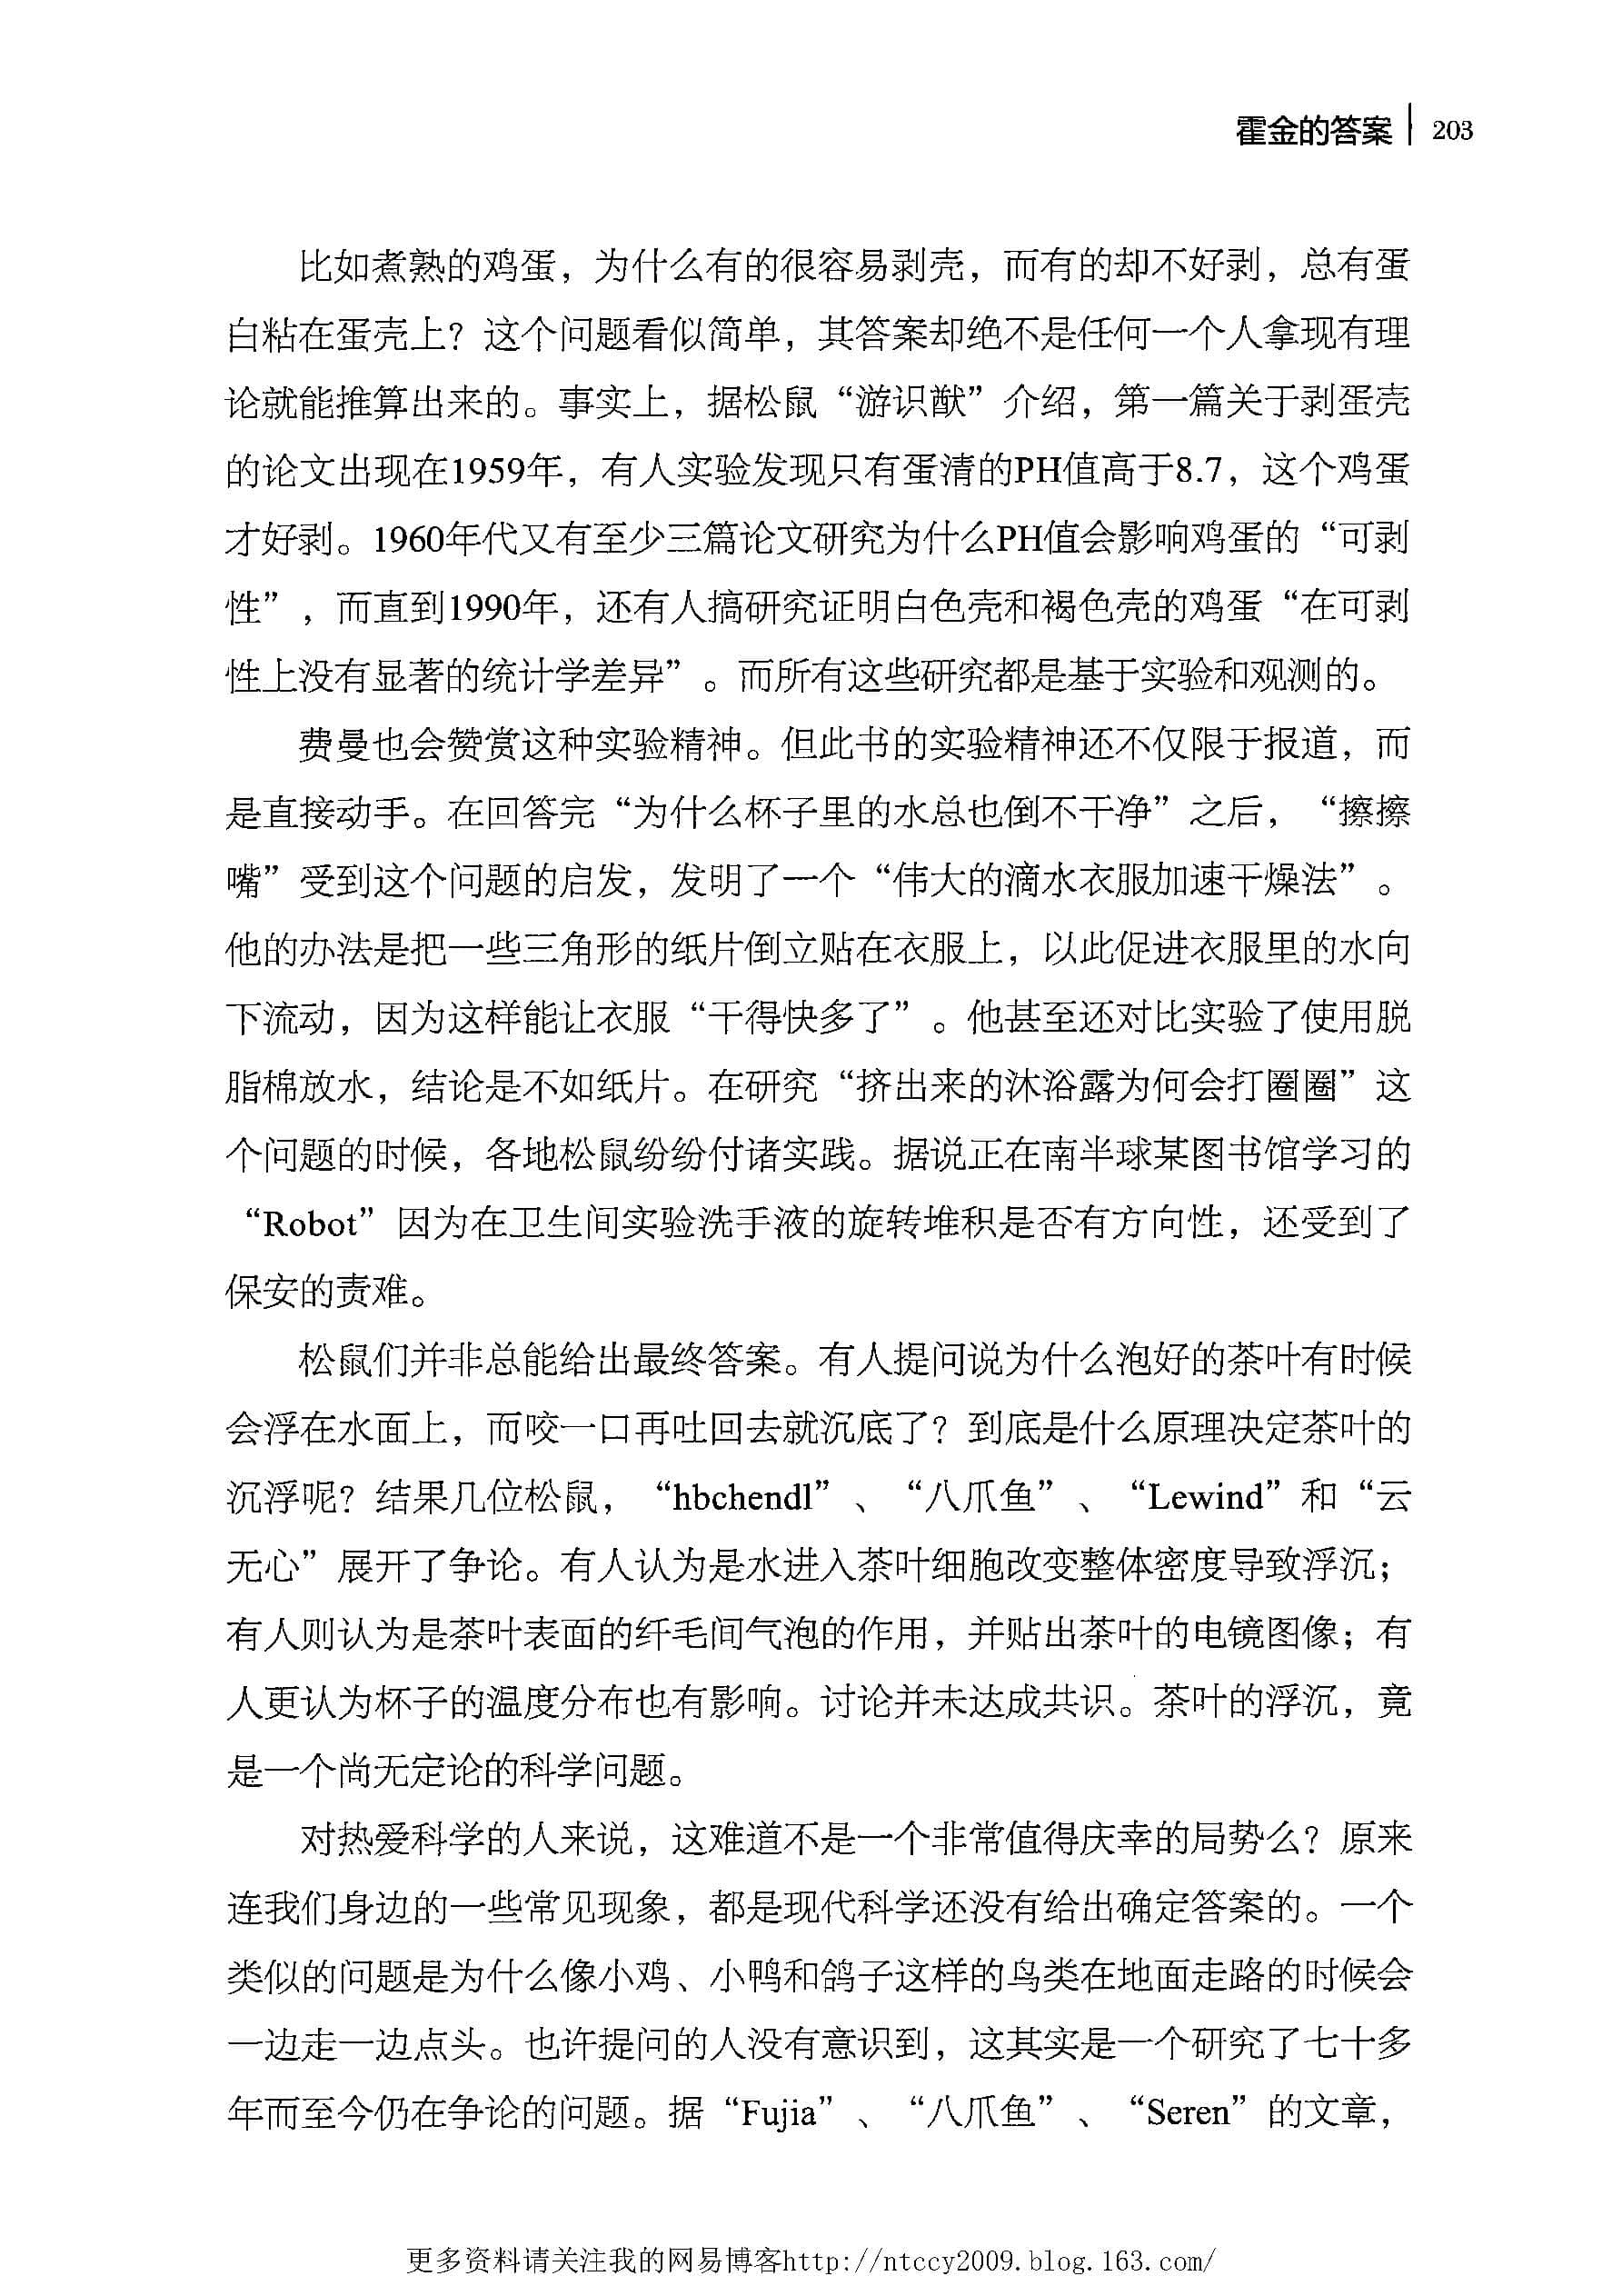 霍金的答案 | 203
比如煮熟的鸡蛋，为什么有的很容易剥壳，而有的却不好剥，总有蛋
白粘在蛋壳上？这个问题看似简单，其答案却绝不是任何一个人拿现有理
论就能推算出来的。事实上，据松鼠“游识猷”介绍，第一篇关于剥蛋壳
的论文出现在1959年，有人实验发现只有蛋清的PH值高于8.7，这个鸡蛋
才好剥。1960年代又有至少三篇论文研究为什么PH值会影响鸡蛋的“可剥
性”，而直到1990年，还有人搞研究证明白色壳和褐色壳的鸡蛋“在可剥
性上没有显著的统计学差异”。而所有这些研究都是基于实验和观测的。
费曼也会赞赏这种实验精神。但此书的实验精神还不仅限于报道，而
是直接动手。在回答完“为什么杯子里的水总也倒不干净”之后，“擦擦
嘴”受到这个问题的启发，发明了一个“伟大的滴水衣服加速干燥法”。
他的办法是把一些三角形的纸片倒立贴在衣服上，以此促进衣服里的水向
下流动，因为这样能让衣服“干得快多了”。他甚至还对比实验了使用脱
脂棉放水，结论是不如纸片。在研究“挤出来的沐浴露为何会打圈圈”这
个问题的时候，各地松鼠纷纷付诸实践。据说正在南半球某图书馆学习的
“Robot”因为在卫生间实验洗手液的旋转堆积是否有方向性，还受到了
保安的责难。
松鼠们并非总能给出最终答案。有人提问说为什么泡好的茶叶有时候
会浮在水面上，而咬一口再吐回去就沉底了？到底是什么原理决定茶叶的
沉浮呢？结果几位松鼠，“hbchendl”、“八爪鱼”、“Lewind”和“云
无心”展开了争论。有人认为是水进入茶叶细胞改变整体密度导致浮沉；
有人则认为是茶叶表面的纤毛间气泡的作用，并贴出茶叶的电镜图像；有
人更认为杯子的温度分布也有影响。讨论并未达成共识。茶叶的浮沉，竟
是一个尚无定论的科学问题。
对热爱科学的人来说，这难道不是一个非常值得庆幸的局势么？原来
连我们身边的一些常见现象，都是现代科学还没有给出确定答案的。一个
类似的问题是为什么像小鸡、小鸭和鸽子这样的鸟类在地面走路的时候会
一边走一边点头。也许提问的人没有意识到，这其实是一个研究了七十多
年而至今仍在争论的问题。据“Fujia”、“八爪鱼”、“Seren”的文章，
更多资料请关注我的网易博客http://ntccy2009.blog.163.com/